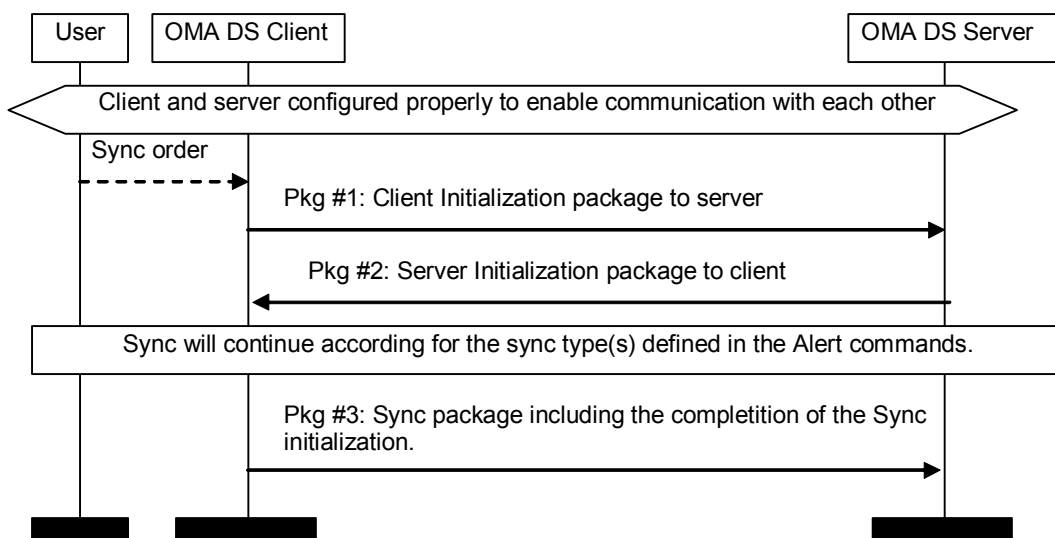 User
OMA DS Client
OMA DS Server
Client and server configured properly to enable communication with each other
Sync order
Pkg #1: Client Initialization package to server
Pkg #2: Server Initialization package to client
Sync will continue according for the sync type(s) defined in the Alert commands.
Pkg #3: Sync package including the completition of the Sync
initialization.